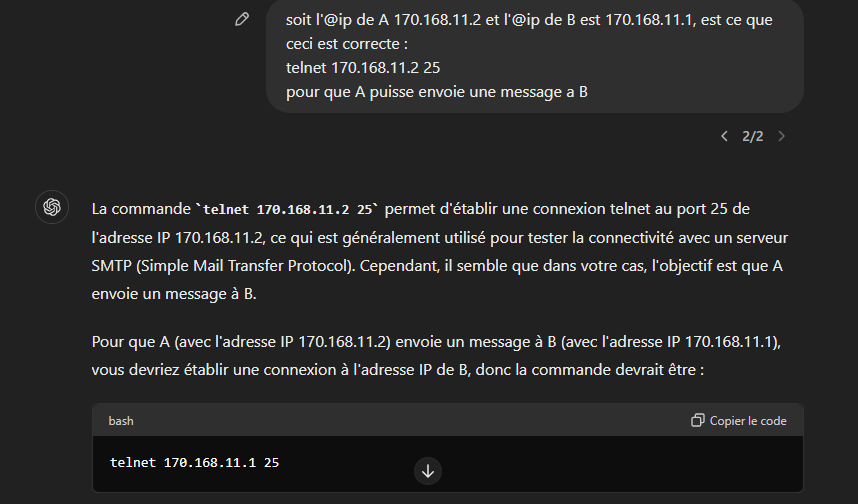 soit l'@ip de A 170.168.11.2 et l'@ip de B est 170.168.11.1, est ce que
ceci est correcte :
telnet 170.168.11.2 25
pour que A puisse envoie une message a B
2/2
La commande `telnet 170.168.11.2 25` permet d'établir une connexion telnet au port 25 de
l'adresse IP 170.168.11.2, ce qui est généralement utilisé pour tester la connectivité avec un serveur
SMTP (Simple Mail Transfer Protocol). Cependant, il semble que dans votre cas, l'objectif est que A
envoie un message à B.
Pour que A (avec l'adresse IP 170.168.11.2) envoie un message à B (avec l'adresse IP 170.168.11.1),
vous devriez établir une connexion à l'adresse IP de B, donc la commande devrait être :
bash Copier le code
telnet 170.168.11.1 25